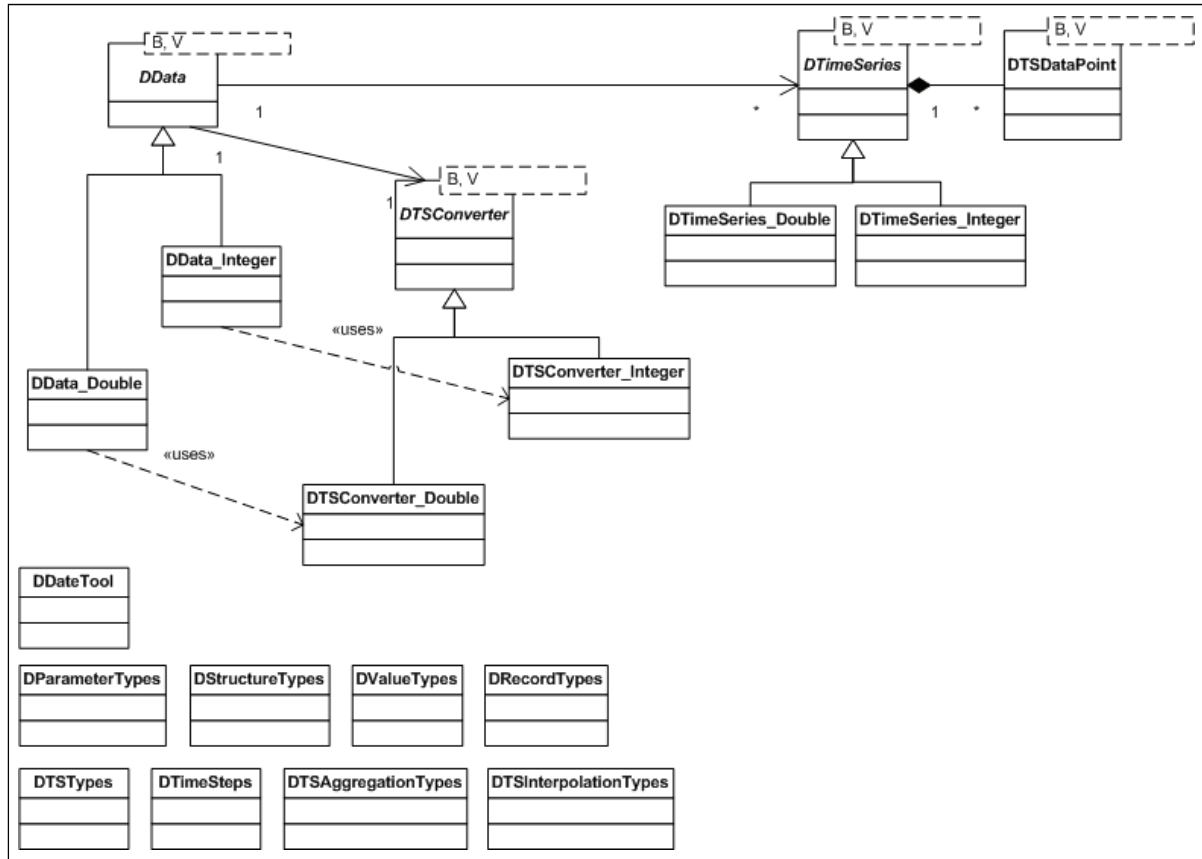 B, V
DData
B, V
DTimeSeries
B, V
DTSDataPoint
1
*
1
*
1
B, V
1
DTSConverter
DTimeSeries_Double
DTimeSeries_Integer
DData_Integer
«uses»
DData_Double
DTSConverter_Integer
«uses»
DTSConverter_Double
DDateTool
DParameterTypes
DStructureTypes
DValueTypes
DRecordTypes
DTSTypes
DTimeSteps
DTSAggregationTypes
DTSInterpolationTypes